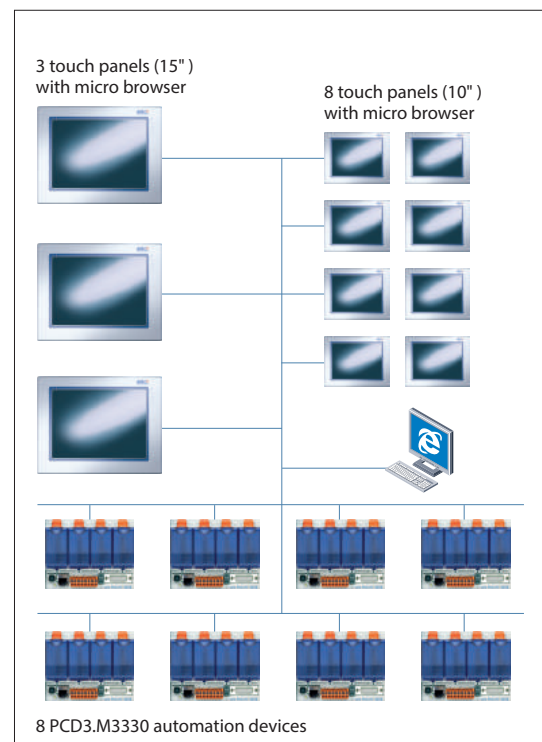 3 touch panels (15" )
with micro browser
8 touch panels (10" )
with micro browser
8 PCD3.M3330 automation devices